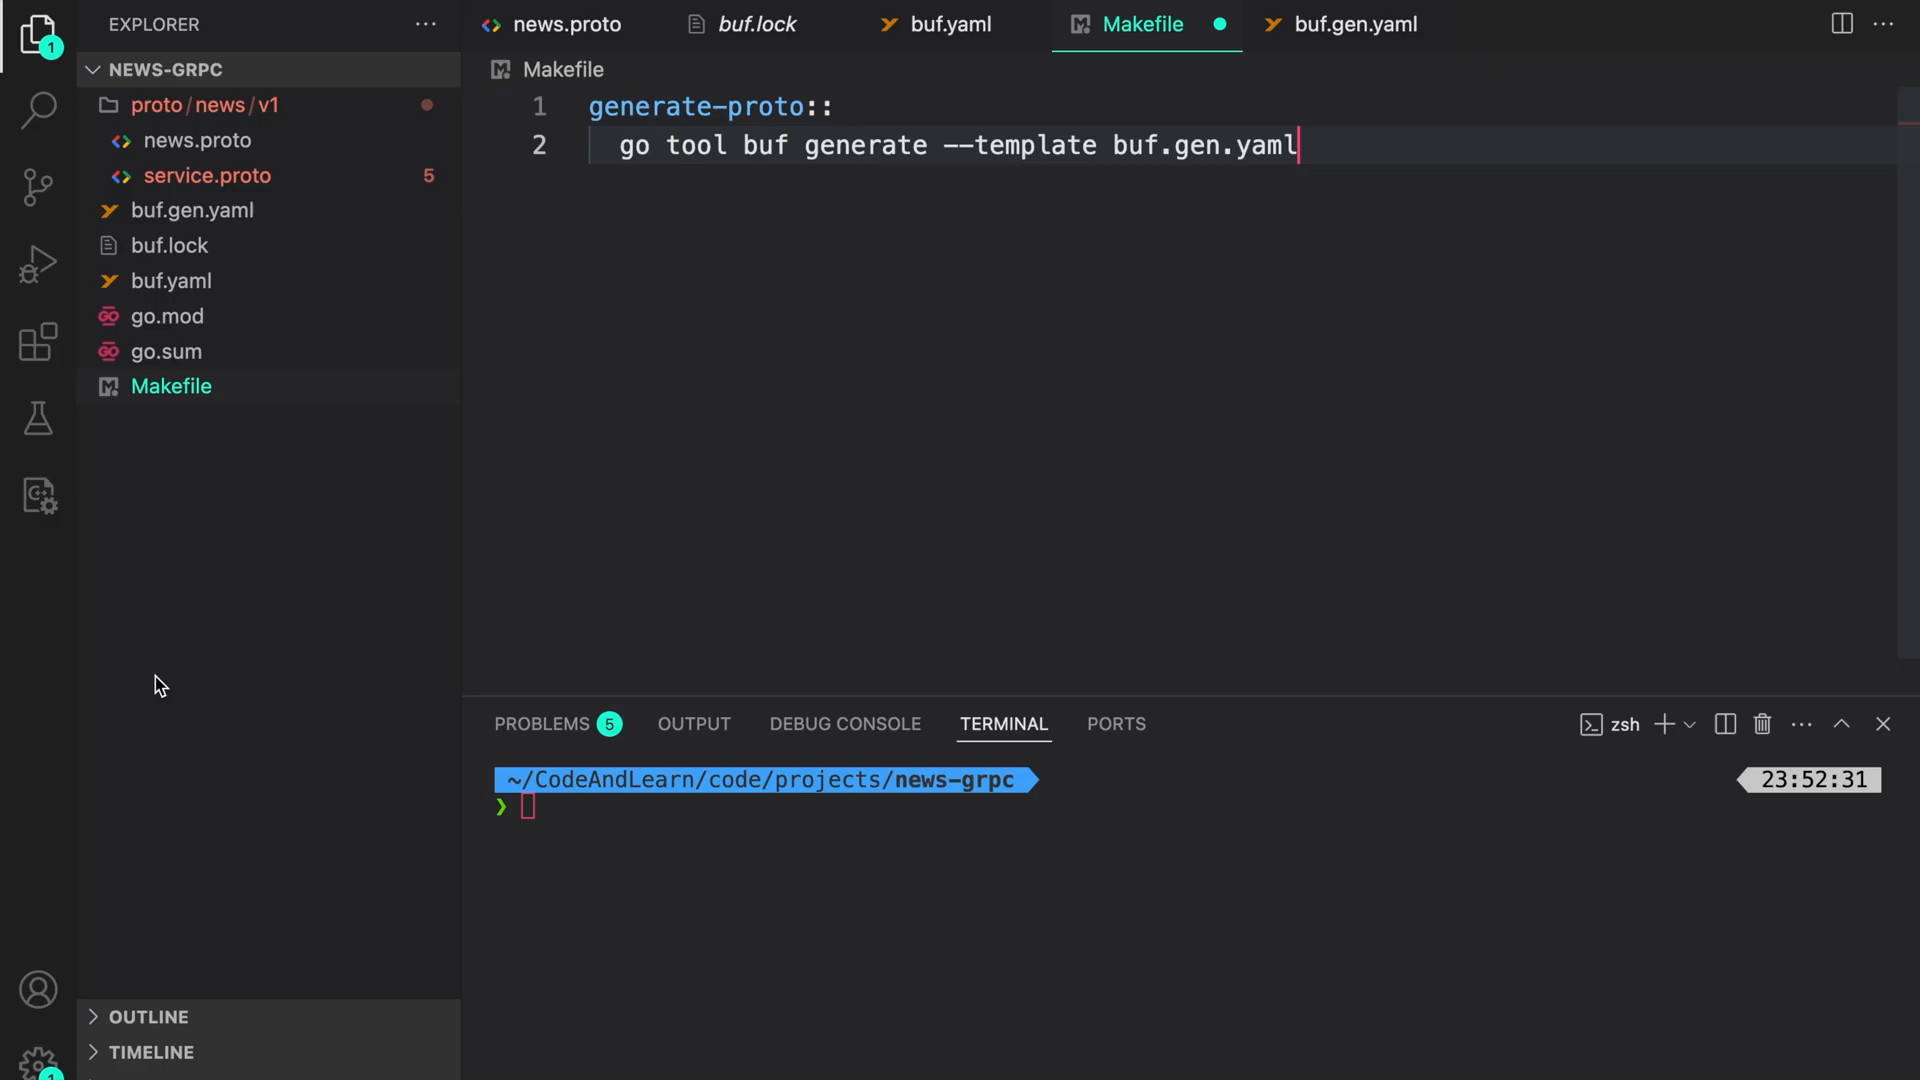 EXPLORER
NEWS-GRPC
proto/news/v1
news.proto
service.proto 5
buf.gen.yaml
buf.lock
buf.yaml
go.mod
go.sum
Makefile
OUTLINE
TIMELINE
1
1
news.proto buf.lock buf.yaml Makefile buf.gen.yaml
Makefile
1 generate-proto::
2 go tool buf generate --template buf.gen.yaml
PROBLEMS 5 OUTPUT DEBUG CONSOLE TERMINAL PORTS zsh
~/CodeAndLearn/code/projects/news-grpc 23:52:31
❯